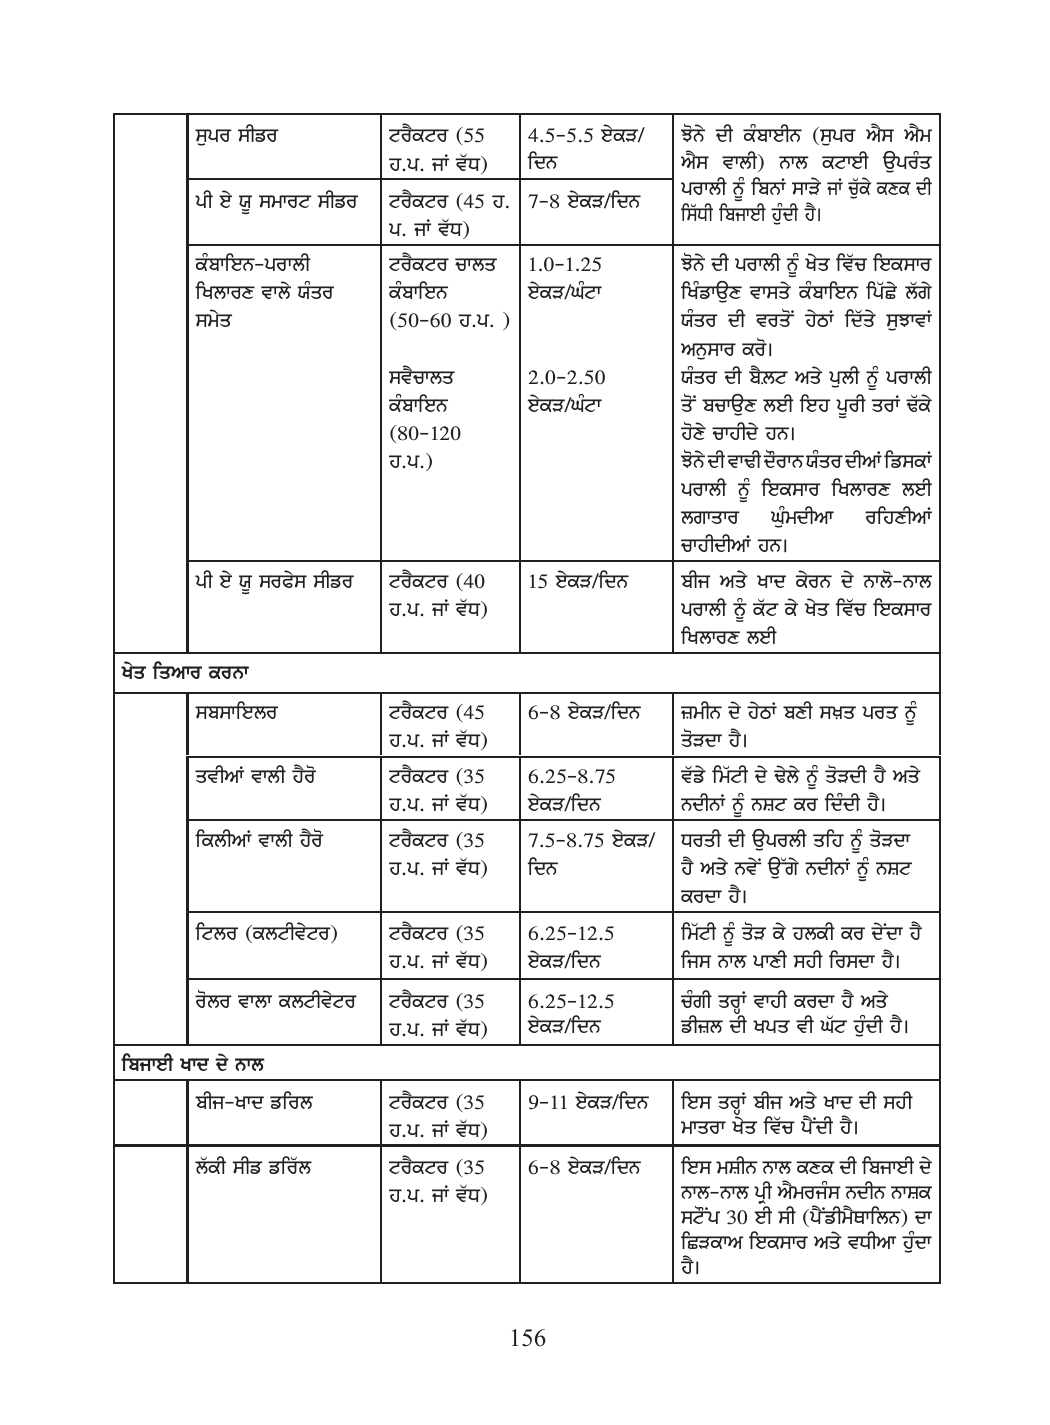 ਸੁਪਰ ਸੀਡਰ
ਟਰੈਕਟਰ (55
ਹ.ਪ. ਜਾਂ ਵੱਧ)
4.5-5.5 ਏਕੜ/
ਦਿਨ
ਝੋਨੇ ਦੀ ਕੰਬਾਈਨ (ਸੁਪਰ ਐਸ ਐਮ
ਐਸ ਵਾਲੀ) ਨਾਲ ਕਟਾਈ ਉਪਰੰਤ
ਪਰਾਲੀ ਨੂੰ ਬਿਨਾਂ ਸਾੜੇ ਜਾਂ ਚੁੱਕੇ ਕਣਕ ਦੀ
ਸਿੱਧੀ ਬਿਜਾਈ ਹੁੰਦੀ ਹੈ।
ਪੀ ਏ ਯੂ ਸਮਾਰਟ ਸੀਡਰ
ਟਰੈਕਟਰ (45 ਹ.
ਪ. ਜਾਂ ਵੱਧ)
7-8 ਏਕੜ/ਦਿਨ
ਕੰਬਾਇਨ-ਪਰਾਲੀ
ਖਿਲਾਰਣ ਵਾਲੇ ਯੰਤਰ
ਸਮੇਤ
ਟਰੈਕਟਰ ਚਾਲਤ
ਕੰਬਾਇਨ
(50-60 ਹ.ਪ. )
ਸਵੈਚਾਲਤ
ਕੰਬਾਇਨ
(80-120
ਹ.ਪ.)
1.0-1.25
ਏਕੜ/ਘੰਟਾ
2.0-2.50
ਏਕੜ/ਘੰਟਾ
ਝੋਨੇ ਦੀ ਪਰਾਲੀ ਨੂੰ ਖੇਤ ਵਿੱਚ ਇਕਸਾਰ
ਖਿੰਡਾਉਣ ਵਾਸਤੇ ਕੰਬਾਇਨ ਪਿੱਛੇ ਲੱਗੇ
ਯੰਤਰ ਦੀ ਵਰਤੋਂ ਹੇਠਾਂ ਦਿੱਤੇ ਸੁਝਾਵਾਂ
ਅਨੁਸਾਰ ਕਰੋ।
ਯੰਤਰ ਦੀ ਬੈਲਟ ਅਤੇ ਪੁਲੀ ਨੂੰ ਪਰਾਲੀ
ਤੋਂ ਬਚਾਉਣ ਲਈ ਇਹ ਪੂਰੀ ਤਰਾਂ ਢੱਕੇ
ਹੋਣੇ ਚਾਹੀਦੇ ਹਨ।
ਝੋਨੇ ਦੀ ਵਾਢੀ ਦੌਰਾਨ ਯੰਤਰ ਦੀਆਂ ਡਿਸਕਾਂ
ਪਰਾਲੀ ਨੂੰ ਇਕਸਾਰ ਖਿਲਾਰਣ ਲਈ
ਲਗਾਤਾਰ ਘੁੰਮਦੀਆ ਰਹਿਣੀਆਂ
ਚਾਹੀਦੀਆਂ ਹਨ।
ਪੀ ਏ ਯੂ ਸਰਫੇਸ ਸੀਡਰ
ਟਰੈਕਟਰ (40
ਹ.ਪ. ਜਾਂ ਵੱਧ)
15 ਏਕੜ/ਦਿਨ
ਬੀਜ ਅਤੇ ਖਾਦ ਕੇਰਨ ਦੇ ਨਾਲੋ-ਨਾਲ
ਪਰਾਲੀ ਨੂੰ ਕੱਟ ਕੇ ਖੇਤ ਵਿੱਚ ਇਕਸਾਰ
ਖਿਲਾਰਣ ਲਈ
ਖੇਤ ਤਿਆਰ ਕਰਨਾ
ਸਬਸਾਇਲਰ
ਟਰੈਕਟਰ (45
ਹ.ਪ. ਜਾਂ ਵੱਧ)
6-8 ਏਕੜ/ਦਿਨ
ਜ਼ਮੀਨ ਦੇ ਹੇਠਾਂ ਬਣੀ ਸਖ਼ਤ ਪਰਤ ਨੂੰ
ਤੋੜਦਾ ਹੈ।
ਤਵੀਆਂ ਵਾਲੀ ਹੈਰੋ
ਟਰੈਕਟਰ (35
ਹ.ਪ. ਜਾਂ ਵੱਧ)
6.25-8.75
ਏਕੜ/ਦਿਨ
ਵੱਡੇ ਮਿੱਟੀ ਦੇ ਢੇਲੇ ਨੂੰ ਤੋੜਦੀ ਹੈ ਅਤੇ
ਨਦੀਨਾਂ ਨੂੰ ਨਸ਼ਟ ਕਰ ਦਿੰਦੀ ਹੈ।
ਕਿਲੀਆਂ ਵਾਲੀ ਹੈਰੋ
ਟਰੈਕਟਰ (35
ਹ.ਪ. ਜਾਂ ਵੱਧ)
7.5-8.75 ਏਕੜ/
ਦਿਨ
ਧਰਤੀ ਦੀ ਉਪਰਲੀ ਤਹਿ ਨੂੰ ਤੋੜਦਾ
ਹੈ ਅਤੇ ਨਵੇਂ ਉੱਗੇ ਨਦੀਨਾਂ ਨੂੰ ਨਸ਼ਟ
ਕਰਦਾ ਹੈ।
ਟਿਲਰ (ਕਲਟੀਵੇਟਰ)
ਟਰੈਕਟਰ (35
ਹ.ਪ. ਜਾਂ ਵੱਧ)
6.25-12.5
ਏਕੜ/ਦਿਨ
ਮਿੱਟੀ ਨੂੰ ਤੋੜ ਕੇ ਹਲਕੀ ਕਰ ਦੇਂਦਾ ਹੈ
ਜਿਸ ਨਾਲ ਪਾਣੀ ਸਹੀ ਰਿਸਦਾ ਹੈ।
ਰੋਲਰ ਵਾਲਾ ਕਲਟੀਵੇਟਰ
ਟਰੈਕਟਰ (35
ਹ.ਪ. ਜਾਂ ਵੱਧ)
6.25-12.5
ਏਕੜ/ਦਿਨ
ਚੰਗੀ ਤਰ੍ਹਾਂ ਵਾਹੀ ਕਰਦਾ ਹੈ ਅਤੇ
ਡੀਜ਼ਲ ਦੀ ਖਪਤ ਵੀ ਘੱਟ ਹੁੰਦੀ ਹੈ।
ਬਿਜਾਈ ਖਾਦ ਦੇ ਨਾਲ
ਬੀਜ-ਖਾਦ ਡਰਿਲ
ਟਰੈਕਟਰ (35
ਹ.ਪ. ਜਾਂ ਵੱਧ)
9-11 ਏਕੜ/ਦਿਨ
ਇਸ ਤਰ੍ਹਾਂ ਬੀਜ ਅਤੇ ਖਾਦ ਦੀ ਸਹੀ
ਮਾਤਰਾ ਖੇਤ ਵਿੱਚ ਪੈਂਦੀ ਹੈ।
ਲੱਕੀ ਸੀਡ ਡਰਿੱਲ
ਟਰੈਕਟਰ (35
ਹ.ਪ. ਜਾਂ ਵੱਧ)
6-8 ਏਕੜ/ਦਿਨ
ਇਸ ਮਸ਼ੀਨ ਨਾਲ ਕਣਕ ਦੀ ਬਿਜਾਈ ਦੇ
ਨਾਲ-ਨਾਲ ਪ੍ਰੀ ਐਮਰਜੰਸ ਨਦੀਨ ਨਾਸ਼ਕ
ਸਟੌਂਪ 30 ਈ ਸੀ (ਪੈਂਡੀਮੈਥਾਲਿਨ) ਦਾ
ਛਿੜਕਾਅ ਇਕਸਾਰ ਅਤੇ ਵਧੀਆ ਹੁੰਦਾ
ਹੈ।
156